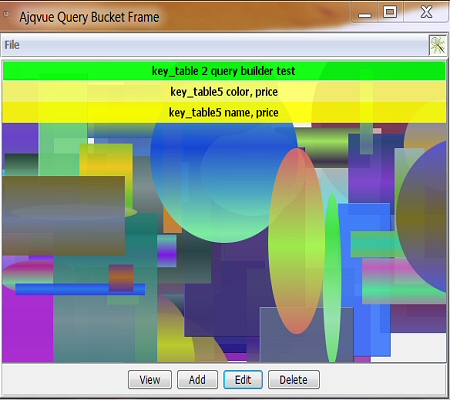 Ajqvue Query Bucket Frame
File
key_table 2 query builder test
key_table5 color, price
key_table5 name, price
View Add Edit Delete